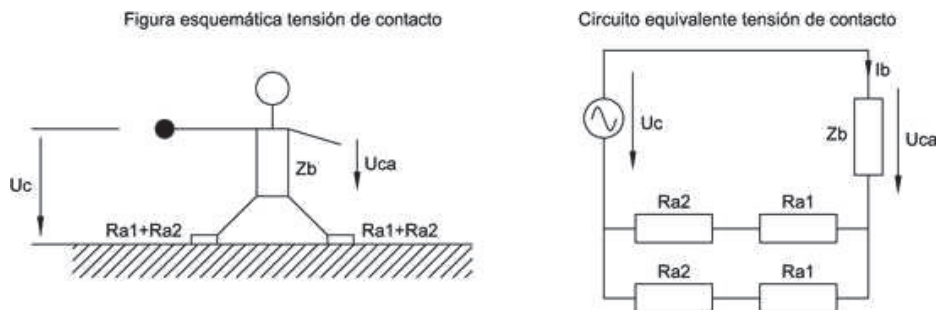 Figura esquemática tensión de contacto
Uc
Zb
Uca
Ra1+Ra2
Ra1+Ra2
Circuito equivalente tensión de contacto
Ib
Uc
Zb
Uca
Ra2
Ra1
Ra2
Ra1